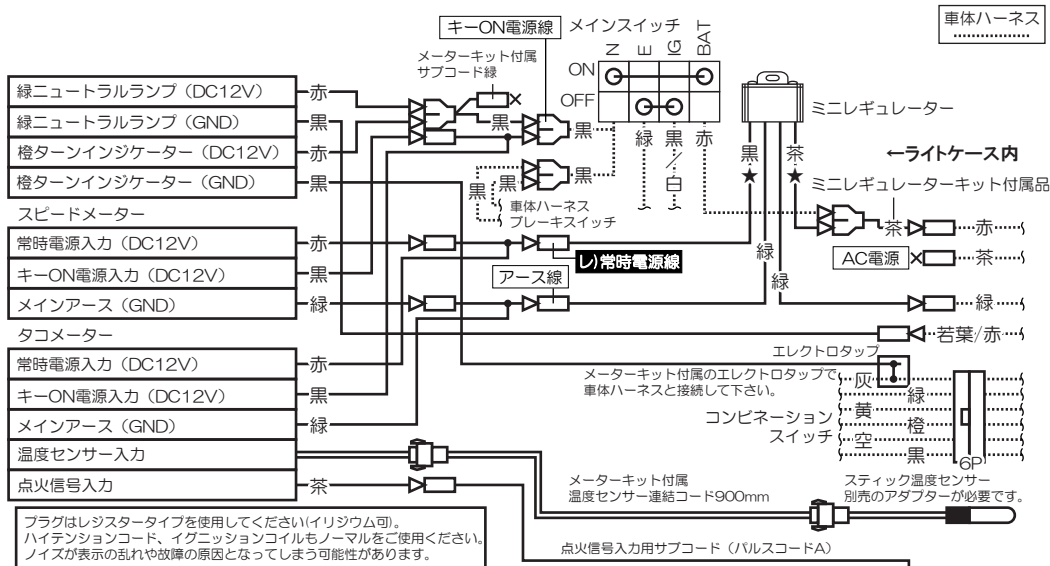 車体ハーネス
キーON電源線
メインスイッチ
メーターキット付属
サブコード緑
N E IG BAT
ON
OFF
緑 黒/白 赤
ミニレギュレーター
←ライトケース内
ミニレギュレーターキット付属品
緑ニュートラルランプ(DC12V) 赤
緑ニュートラルランプ(GND) 黒
橙ターンインジケーター(DC12V) 赤
橙ターンインジケーター(GND) 黒
黒 黒
黒 黒 黒
車体ハーネス
ブレーキスイッチ
黒★ 茶★
緑
緑
茶 赤
AC電源 × 茶
緑
若葉/赤
スピードメーター
常時電源入力(DC12V) 赤
キーON電源入力(DC12V) 黒
メインアース(GND) 緑
レ)常時電源線
アース線
タコメーター
常時電源入力(DC12V) 赤
キーON電源入力(DC12V) 黒
メインアース(GND) 緑
温度センサー入力
点火信号入力 茶
エレクトロタップ
メーターキット付属のエレクトロタップで
車体ハーネスと接続して下さい。
コンビネーション
スイッチ
灰
緑
黄
橙
空
黒
6P
メーターキット付属
温度センサー連結コード900mm
スティック温度センサー
別売のアダプターが必要です。
プラグはレジスタータイプを使用してください(イリジウム可)。
ハイテンションコード、イグニッションコイルもノーマルをご使用ください。
ノイズが表示の乱れや故障の原因となってしまう可能性があります。
点火信号入力用サブコード(パルスコードA)